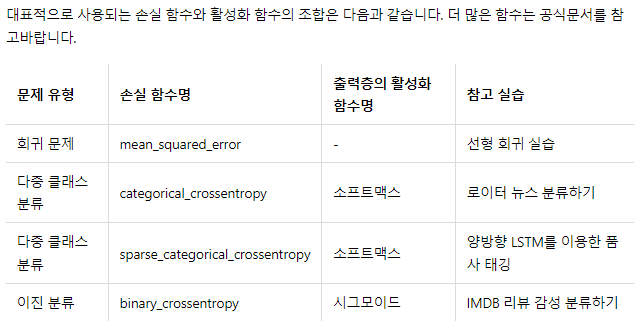 대표적으로 사용되는 손실 함수와 활성화 함수의 조합은 다음과 같습니다. 더 많은 함수는 공식문서를 참
고바랍니다.
문제 유형 손실 함수명 출력층의 활성화 함수명 참고 실습
회귀 문제 mean_squared_error - 선형 회귀 실습
다중 클래스 분류 categorical_crossentropy 소프트맥스 로이터 뉴스 분류하기
다중 클래스 분류 sparse_categorical_crossentropy 소프트맥스 양방향 LSTM를 이용한 품사 태깅
이진 분류 binary_crossentropy 시그모이드 IMDB 리뷰 감성 분류하기